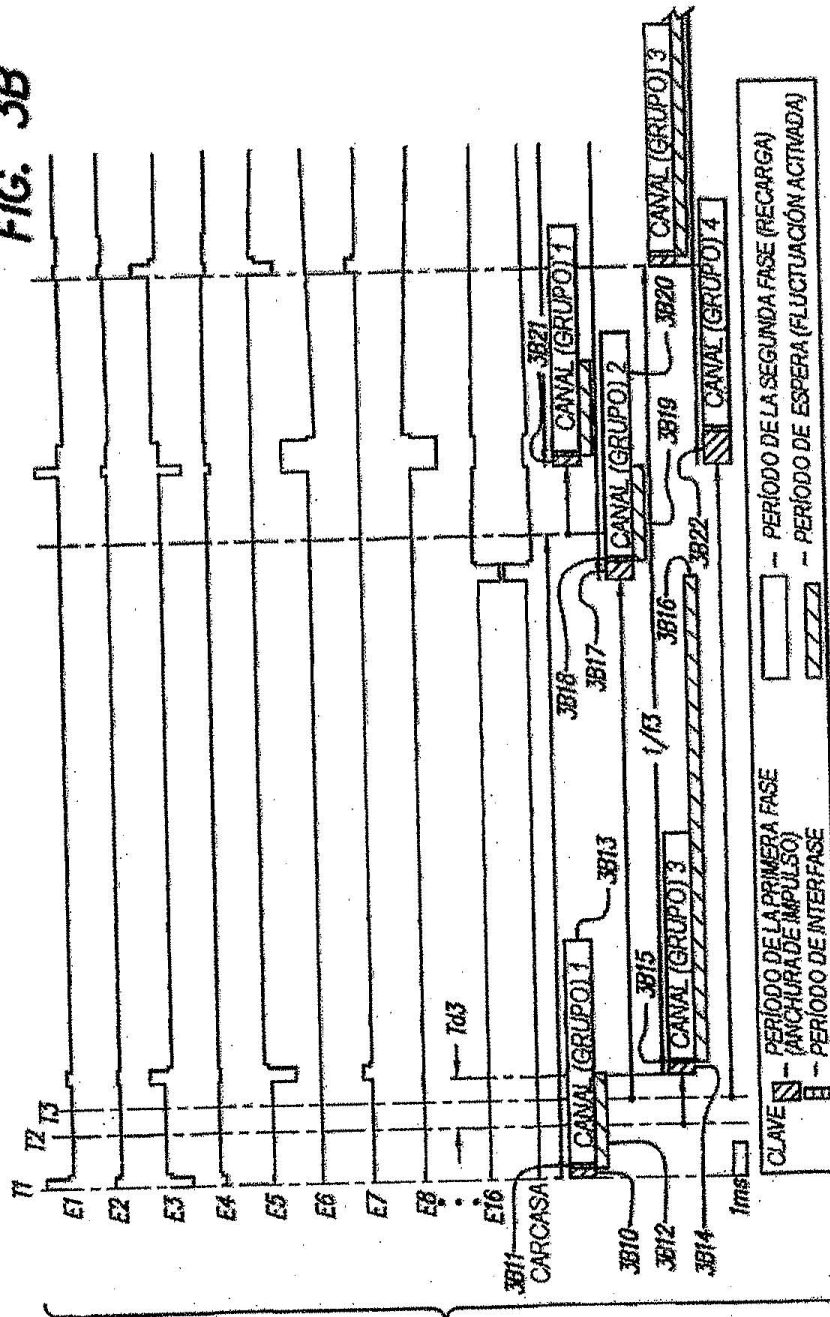 FIG. 3B
T1
T2
T3
E1
E2
E3
E4
E5
E6
E7
E8
E16
CARCASA
Td3
3B11
CANAL (GRUPO) 1
3B13
3B10
3B12
3B21
CANAL (GRUPO) 1
CANAL (GRUPO) 2
3B20
3B18
3B17
3B19
1/f3
3B15
CANAL (GRUPO) 3
3B14
3B16
3B22
CANAL (GRUPO) 3
CANAL (GRUPO) 4
1ms
CLAVE
– PERÍODO DE LA PRIMERA FASE
(ANCHURA DE IMPULSO)
– PERÍODO DE INTERFASE
– PERÍODO DE LA SEGUNDA FASE (RECARGA)
– PERÍODO DE ESPERA (FLUCTUACIÓN ACTIVADA)